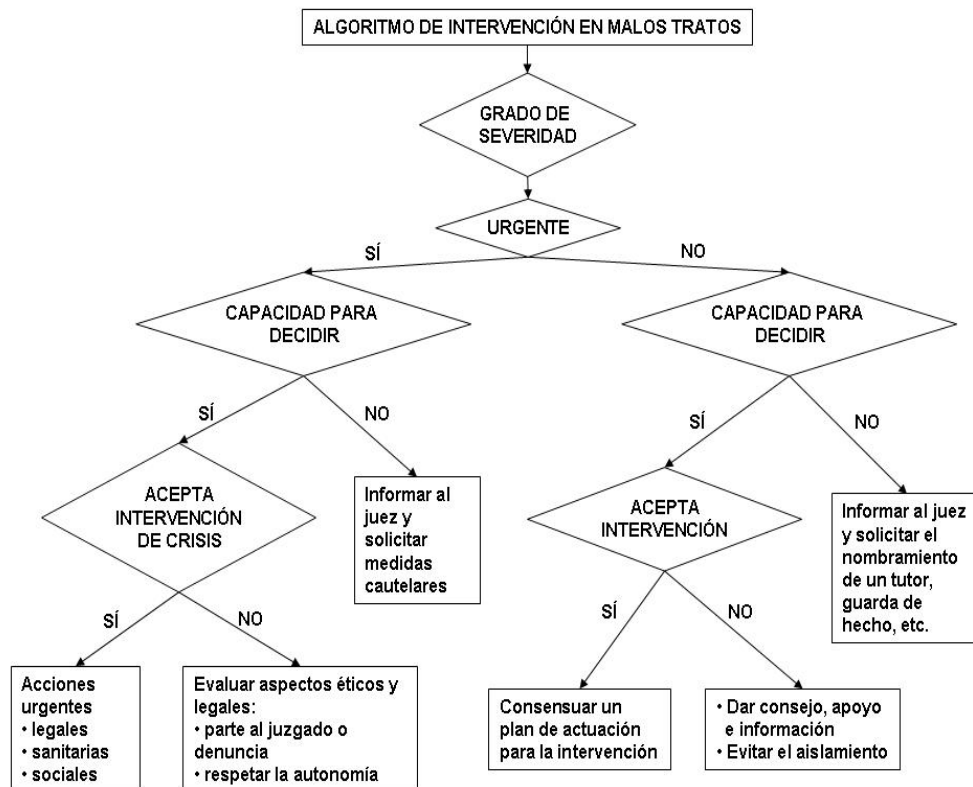 ALGORITMO DE INTERVENCIÓN EN MALOS TRATOS
GRADO DE
SEVERIDAD
URGENTE
SÍ
NO
CAPACIDAD PARA
DECIDIR
CAPACIDAD PARA
DECIDIR
SÍ
NO
SÍ
NO
ACEPTA
INTERVENCIÓN
DE CRISIS
Informar al
juez y
solicitar
medidas
cautelares
ACEPTA
INTERVENCIÓN
Informar al juez
y solicitar el
nombramiento
de un tutor,
guarda de
hecho, etc.
SÍ
NO
SÍ
NO
Acciones
urgentes
• legales
• sanitarias
• sociales
Evaluar aspectos éticos y
legales:
• parte al juzgado o
denuncia
• respetar la autonomía
Consensuar un
plan de actuación
para la intervención
• Dar consejo, apoyo
e información
• Evitar el aislamiento